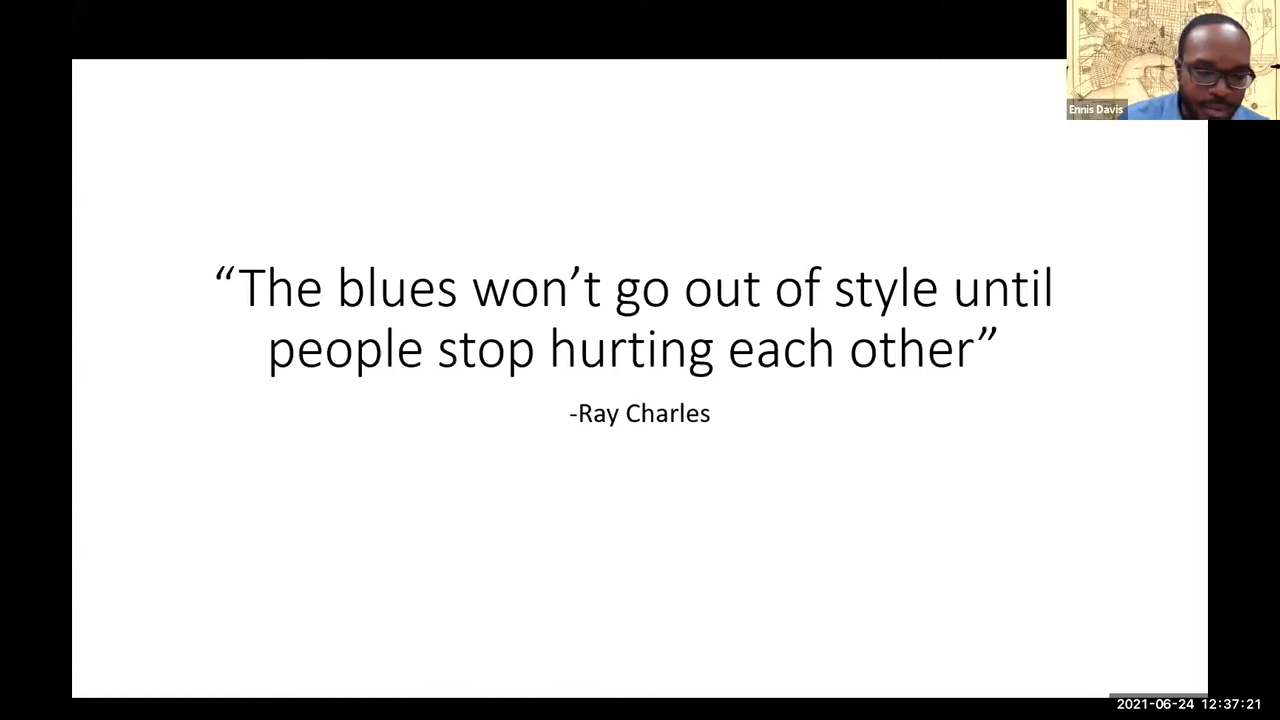 Ennis Davis
“The blues won’t go out of style until
people stop hurting each other”
-Ray Charles
2021-06-24 12:37:21